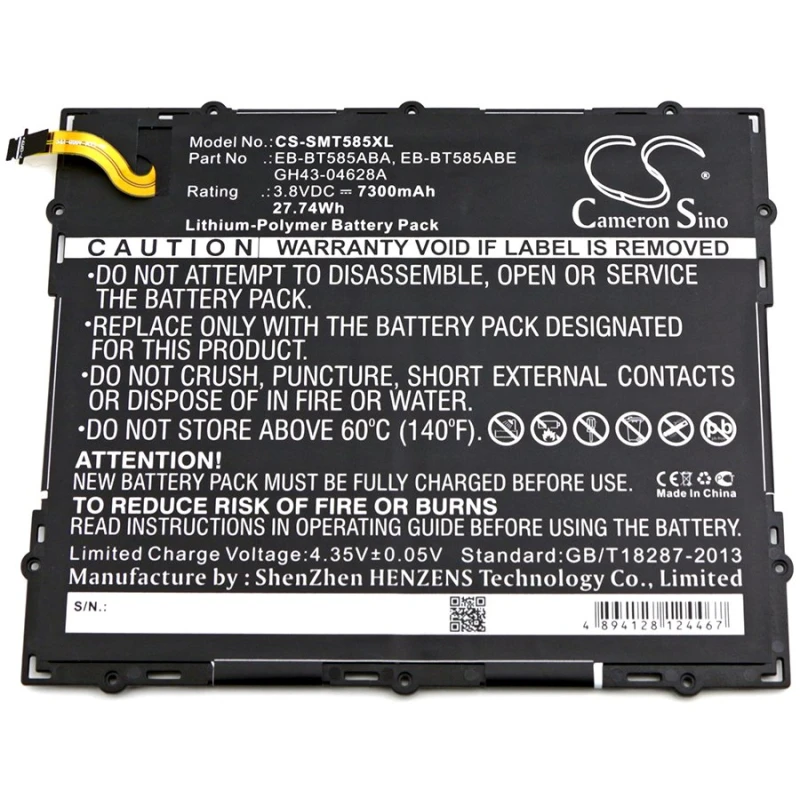 Model No.: CS-SMT585XL
Part No : EB-BT585ABA, EB-BT585ABE
GH43-04628A
Rating : 3.8VDC ⎓ 7300mAh
27.74Wh
Lithium-Polymer Battery Pack
CS
®
Cameron Sino
CAUTION WARRANTY VOID IF LABEL IS REMOVED
•DO NOT ATTEMPT TO DISASSEMBLE, OPEN OR SERVICE
THE BATTERY PACK.
•REPLACE ONLY WITH THE BATTERY PACK DESIGNATED
FOR THIS PRODUCT.
•DO NOT CRUSH, PUNCTURE, SHORT EXTERNAL CONTACTS
OR DISPOSED OF IN FIRE OR WATER.
•DO NOT STORE ABOVE 60°C (140°F).
Pb
ATTENTION!
NEW BATTERY PACK MUST BE FULLY CHARGED BEFORE USE.
CE
Made in China
TO REDUCE RISK OF FIRE OR BURNS
READ INSTRUCTIONS IN OPERATING GUIDE BEFORE USING THE BATTERY.
Limited Charge Voltage:4.35V±0.05V Standard:GB/T18287-2013
Manufacture by : ShenZhen HENZENS Technology Co., Limited
S/N.:
4 894128 124467